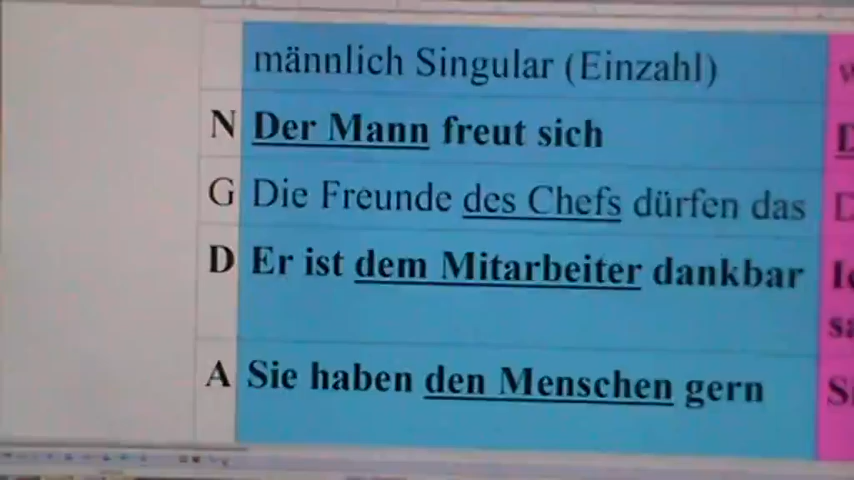 männlich Singular (Einzahl)
N Der Mann freut sich
G Die Freunde des Chefs dürfen das
D Er ist dem Mitarbeiter dankbar
A Sie haben den Menschen gern